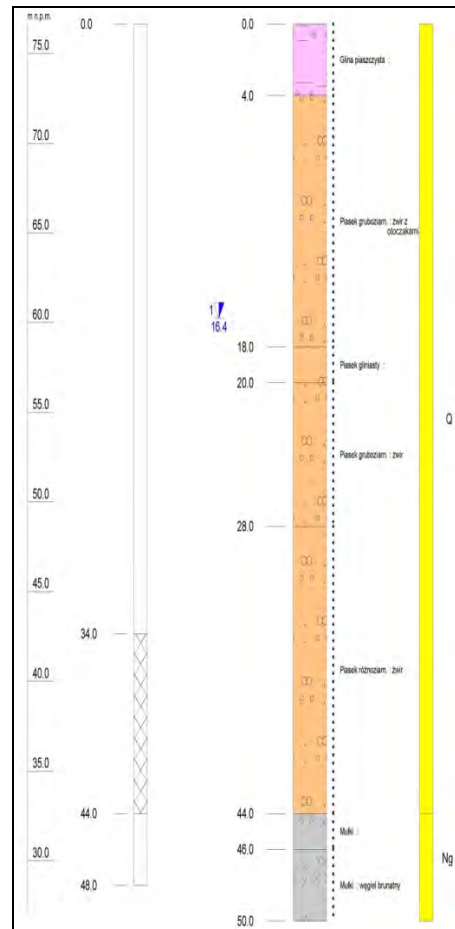 m n.p.m.
75.0
70.0
65.0
60.0
55.0
50.0
45.0
40.0
35.0
30.0
0.0
34.0
44.0
48.0
1
16.4
0.0
4.0
18.0
20.0
28.0
44.0
46.0
50.0
Glina piaszczysta :
Piasek gruboziarn. : żwir z
otoczakami
Piasek gliniasty :
Piasek gruboziarn. : żwir
Piasek różnoziarn. : żwir
Mułki :
Mułki : węgiel brunatny
Q
Ng